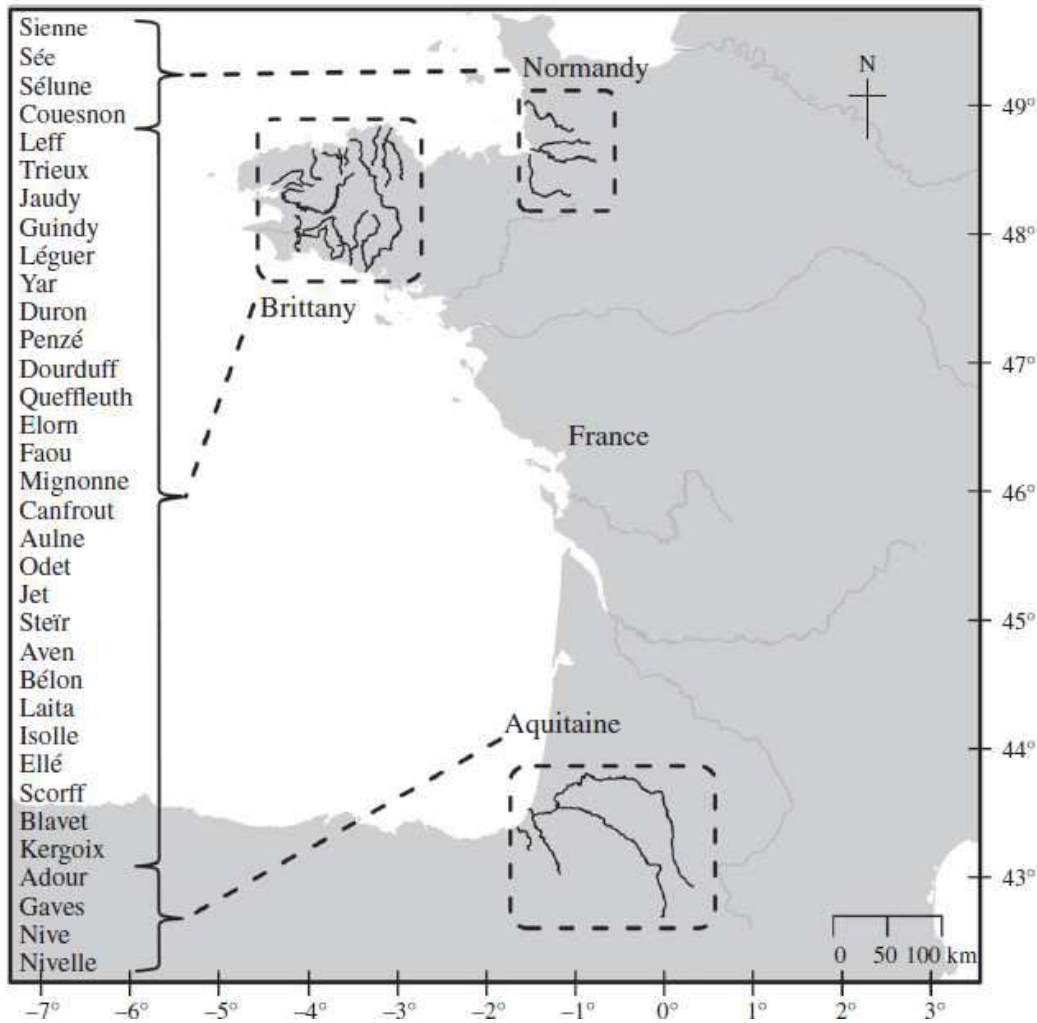 Sienne
Sée
Sélune
Couesnon
Leff
Trieux
Jaudy
Guindy
Léguer
Yar
Duron
Penzé
Dourduff
Queffleuth
Elorn
Faou
Mignonne
Canfrout
Aulne
Odet
Jet
Steïr
Aven
Bélon
Laita
Isolle
Ellé
Scorff
Blavet
Kergoix
Adour
Gaves
Nive
Nivelle
Normandy
N
Brittany
France
Aquitaine
49°
48°
47°
46°
45°
44°
43°
0 50 100 km
–7° –6° –5° –4° –3° –2° –1° 0° 1° 2° 3°